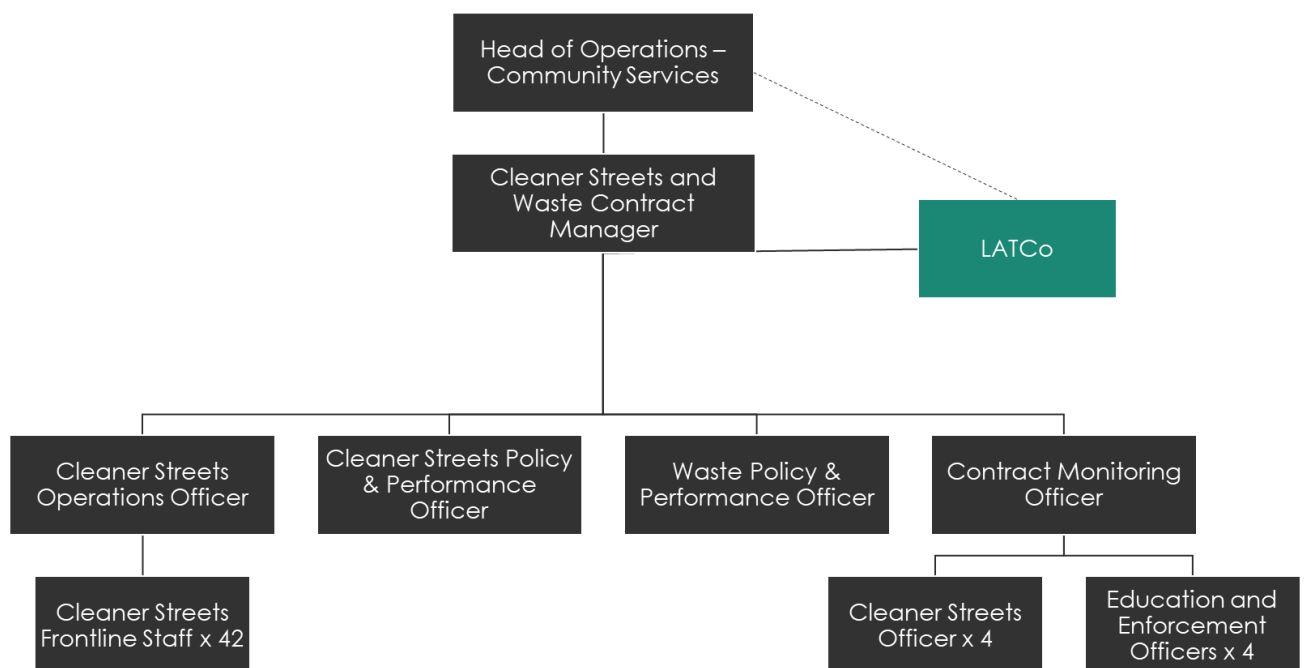 Head of Operations –
Community Services
Cleaner Streets and
Waste Contract
Manager
LATCo
Cleaner Streets
Operations Officer
Cleaner Streets Policy
& Performance
Officer
Waste Policy &
Performance Officer
Contract Monitoring
Officer
Cleaner Streets
Frontline Staff x 42
Cleaner Streets
Officer x 4
Education and
Enforcement
Officers x 4